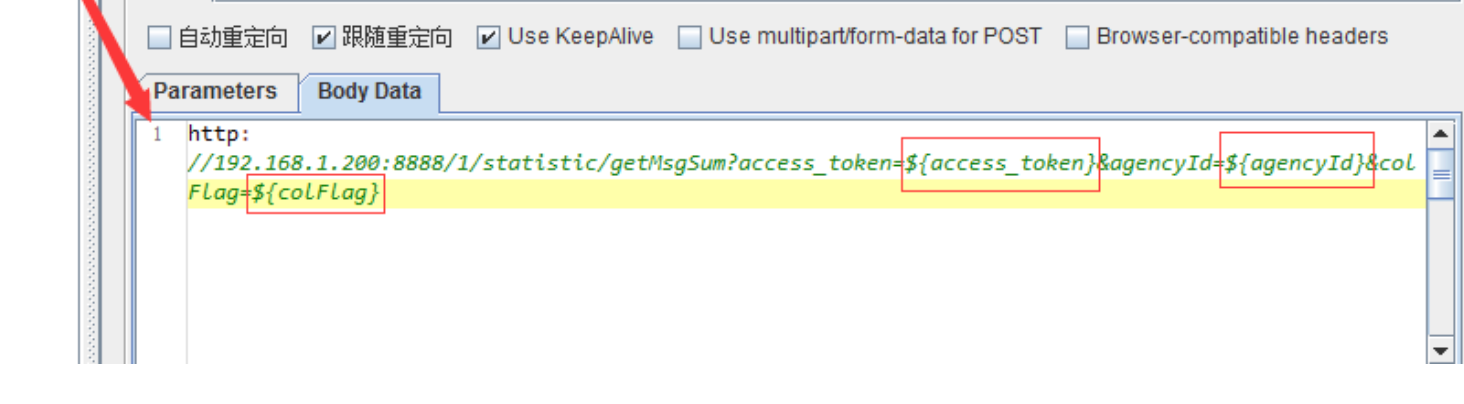 自动重定向 跟随重定向 Use KeepAlive Use multipart/form-data for POST Browser-compatible headers
Parameters Body Data
1 http:
//192.168.1.200:8888/1/statistic/getMsgSum?access_token=${access_token}&agencyId=${agencyId}&col
Flag=${colFlag}